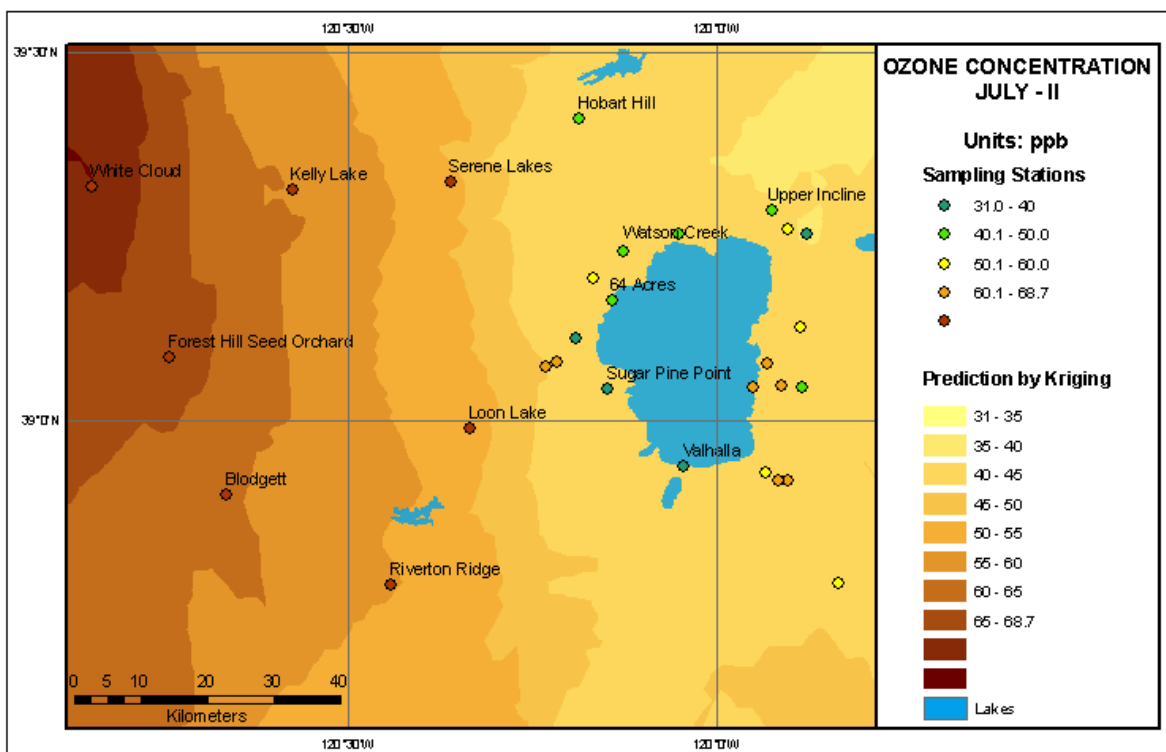 120°30'W 120°0'W
39°30'N
OZONE CONCENTRATION
JULY - II
Hobart Hill
Units: ppb
White Cloud
Kelly Lake
Serene Lakes
Sampling Stations
Upper Incline
31.0 - 40
40.1 - 50.0
Watson Creek
50.1 - 60.0
64 Acres
60.1 - 68.7
Forest Hill Seed Orchard
Sugar Pine Point
Prediction by Kriging
31 - 35
39°0'N
Loon Lake
35 - 40
Valhalla
40 - 45
Blodgett
45 - 50
50 - 55
55 - 60
Riverton Ridge
60 - 65
65 - 68.7
0 5 10 20 30 40
Kilometers
Lakes
120°30'W 120°0'W